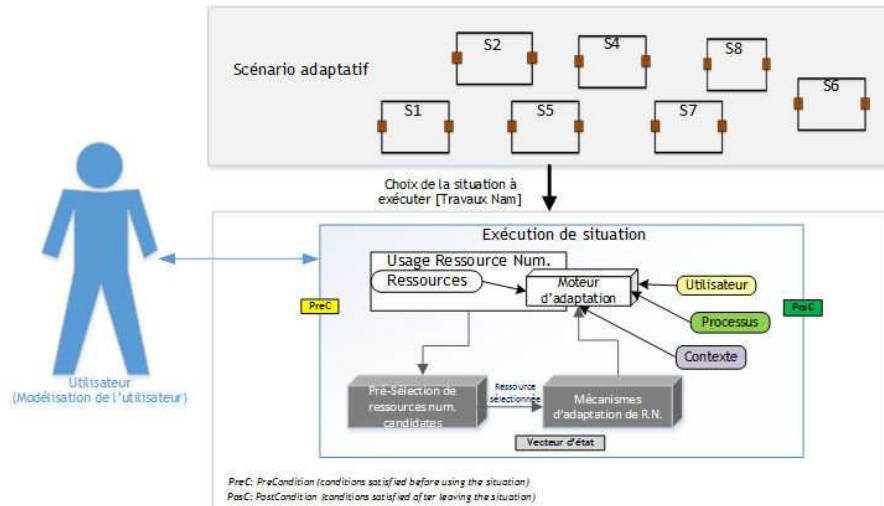 S2
S4
S8
S6
Scénario adaptatif
S1
S5
S7
Choix de la situation à
exécuter [Travaux Nam]
Exécution de situation
Usage Ressource Num.
Ressources
Moteur
d'adaptation
Utilisateur
Processus
Contexte
PreC
PosC
Utilisateur
(Modélisation de l'utilisateur)
Pré-Sélection de
ressources num.
candidates
Ressource
sélectionnée
Mécanismes
d'adaptation de R.N.
Vecteur d'état
PreC: PreCondition (conditions satisfied before using the situation)
PosC: PostCondition (conditions satisfied after leaving the situation)